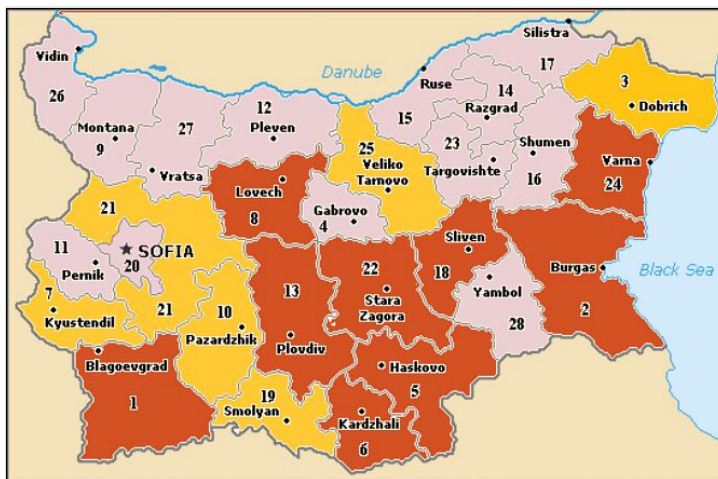 Silistra
Vidin
Danube
17
Ruse
3
14
26
Dobrich
12
27
Razgrad
Montana
Pleven
15
9
25
23
Shumen
Veliko
Tarnovo
Targovishte
Varna
Vratsa
Lovech
16
24
21
Gabrovo
8
4
11
SOFIA
Sliven
Pernik
20
22
18
Burgas
Black Sea
7
13
Yambol
Kyustendil
21
10
Stara
Zagora
2
Pazardzhik
28
Plovdiv
Blagoevgrad
Haskovo
1
19
5
Smolyan
Kardzhali
6